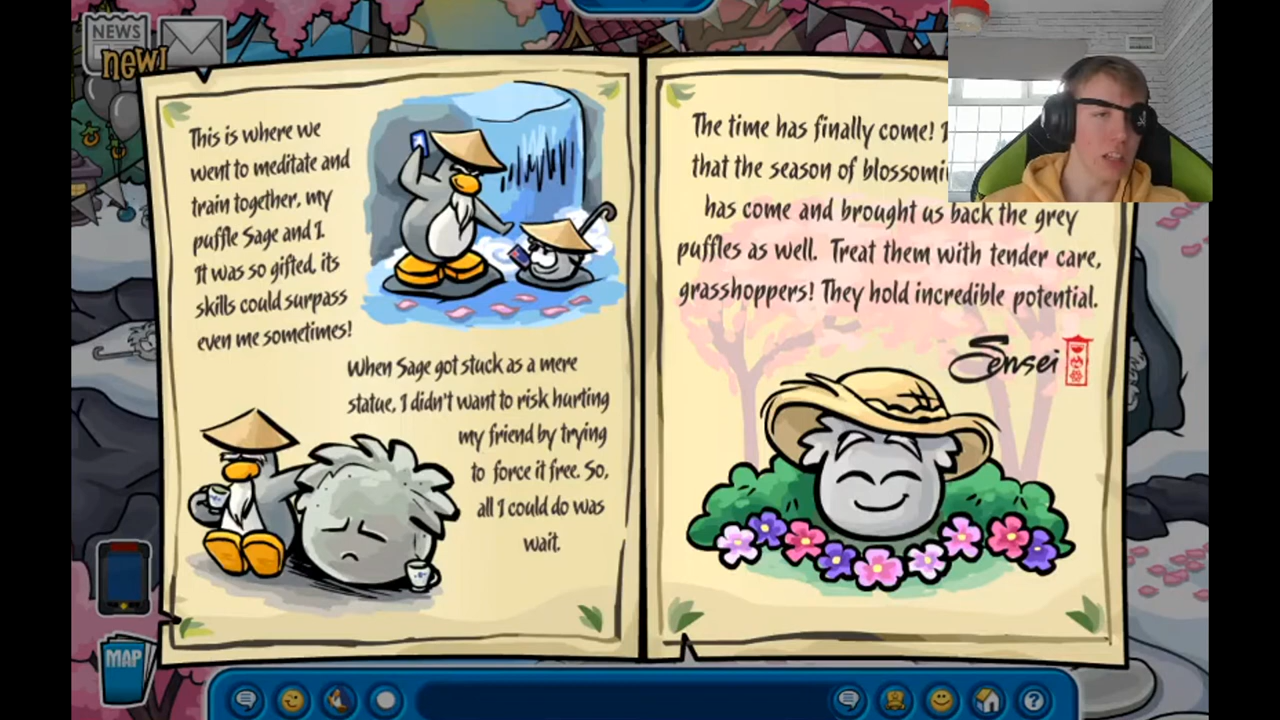 NEWS
new!
This is where we
went to meditate and
train together, my
puffle Sage and I.
It was so gifted, its
skills could surpass
even me sometimes!
When Sage got stuck as a mere
statue, I didn't want to risk hurting
my friend by trying
to force it free. So,
all I could do was
wait.
The time has finally come!
that the season of
has come and brought us back the grey
puffles as well. Treat them with tender care,
grasshoppers! They hold incredible potential.
Sensei
MAP
?